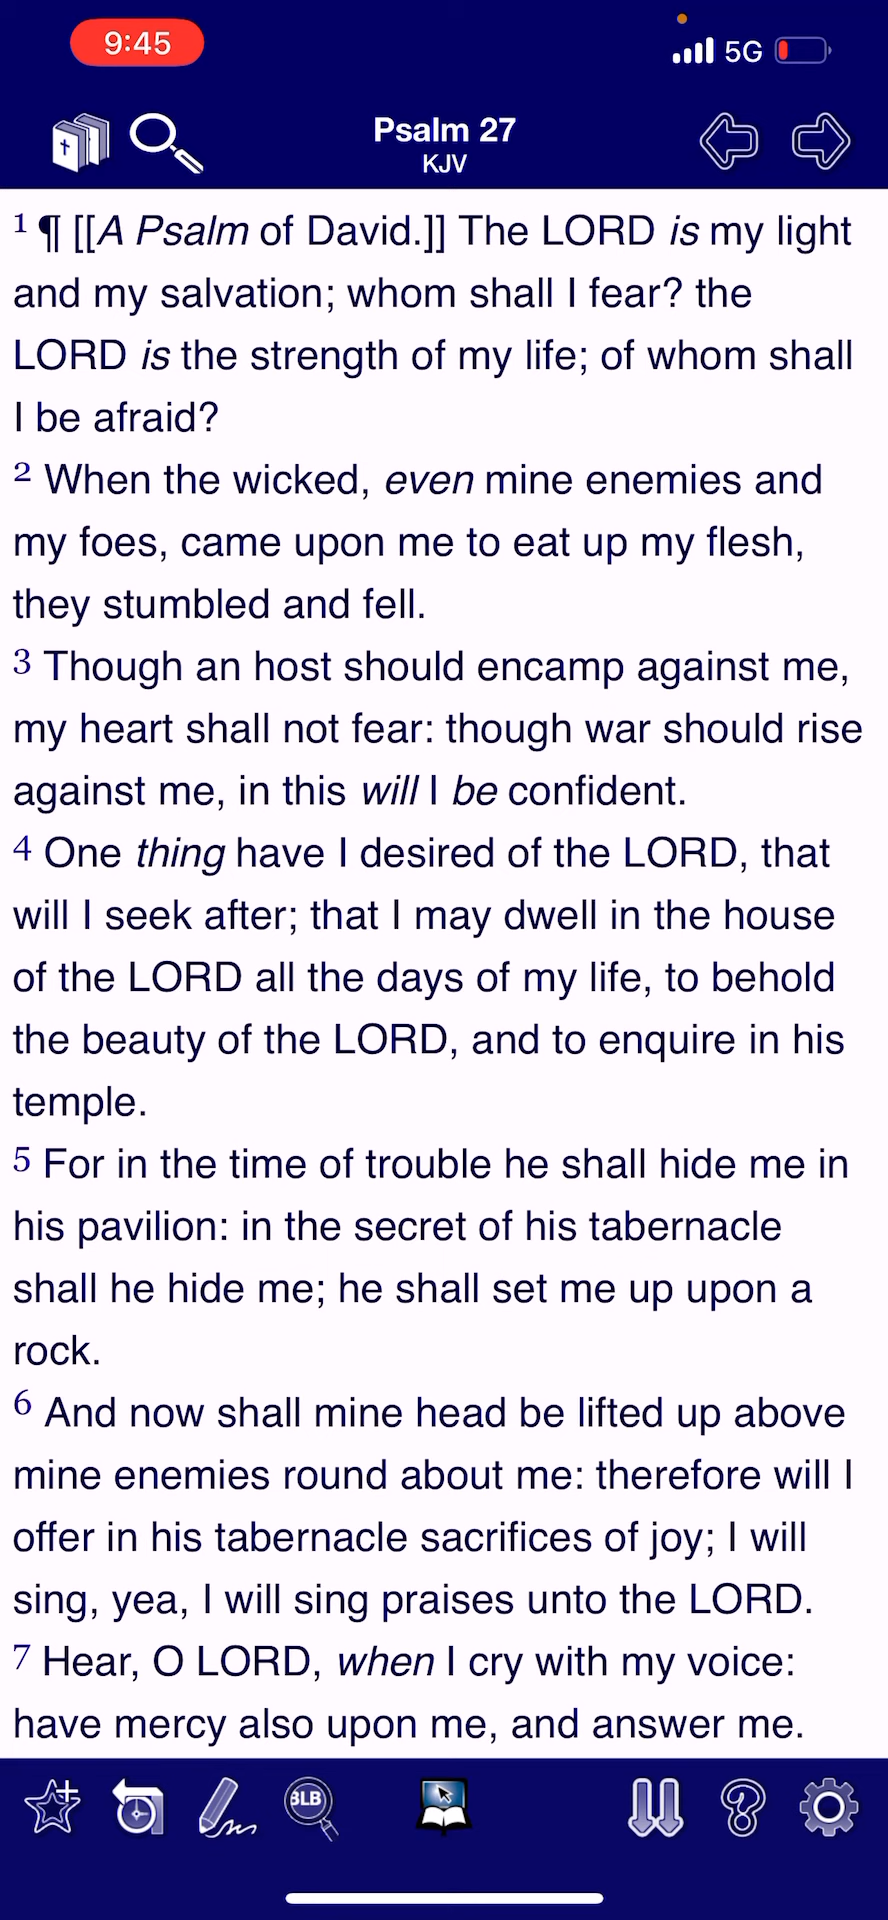 9:45
5G
Psalm 27
KJV
1 ¶ [[A Psalm of David.]] The LORD is my light
and my salvation; whom shall I fear? the
LORD is the strength of my life; of whom shall
I be afraid?
2 When the wicked, even mine enemies and
my foes, came upon me to eat up my flesh,
they stumbled and fell.
3 Though an host should encamp against me,
my heart shall not fear: though war should rise
against me, in this will I be confident.
4 One thing have I desired of the LORD, that
will I seek after; that I may dwell in the house
of the LORD all the days of my life, to behold
the beauty of the LORD, and to enquire in his
temple.
5 For in the time of trouble he shall hide me in
his pavilion: in the secret of his tabernacle
shall he hide me; he shall set me up upon a
rock.
6 And now shall mine head be lifted up above
mine enemies round about me: therefore will I
offer in his tabernacle sacrifices of joy; I will
sing, yea, I will sing praises unto the LORD.
7 Hear, O LORD, when I cry with my voice:
have mercy also upon me, and answer me.
BLB